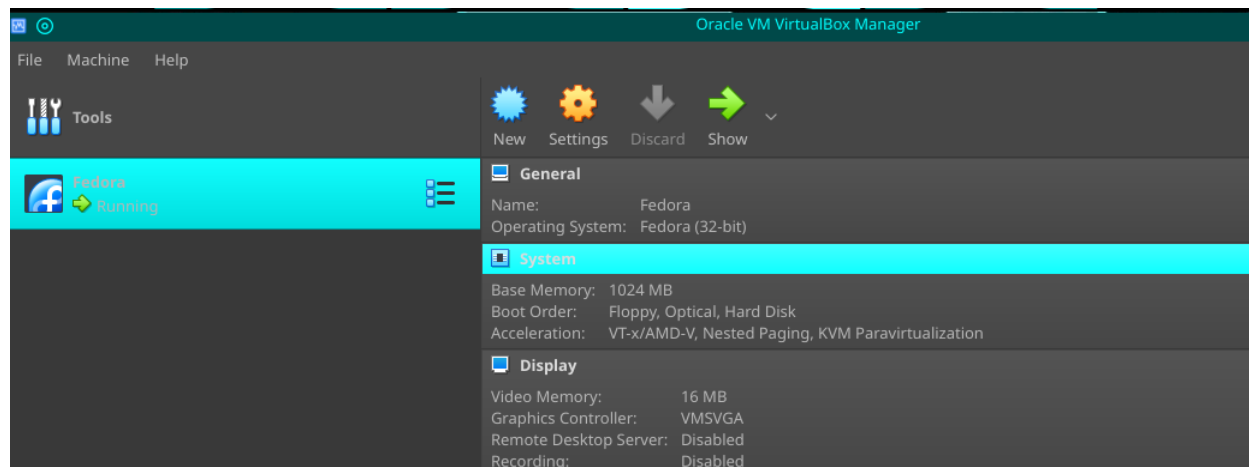 Oracle VM VirtualBox Manager
File Machine Help
Tools
New Settings Discard Show
Fedora
Running
General
Name: Fedora
Operating System: Fedora (32-bit)
System
Base Memory: 1024 MB
Boot Order: Floppy, Optical, Hard Disk
Acceleration: VT-x/AMD-V, Nested Paging, KVM Paravirtualization
Display
Video Memory: 16 MB
Graphics Controller: VMSVGA
Remote Desktop Server: Disabled
Recording: Disabled